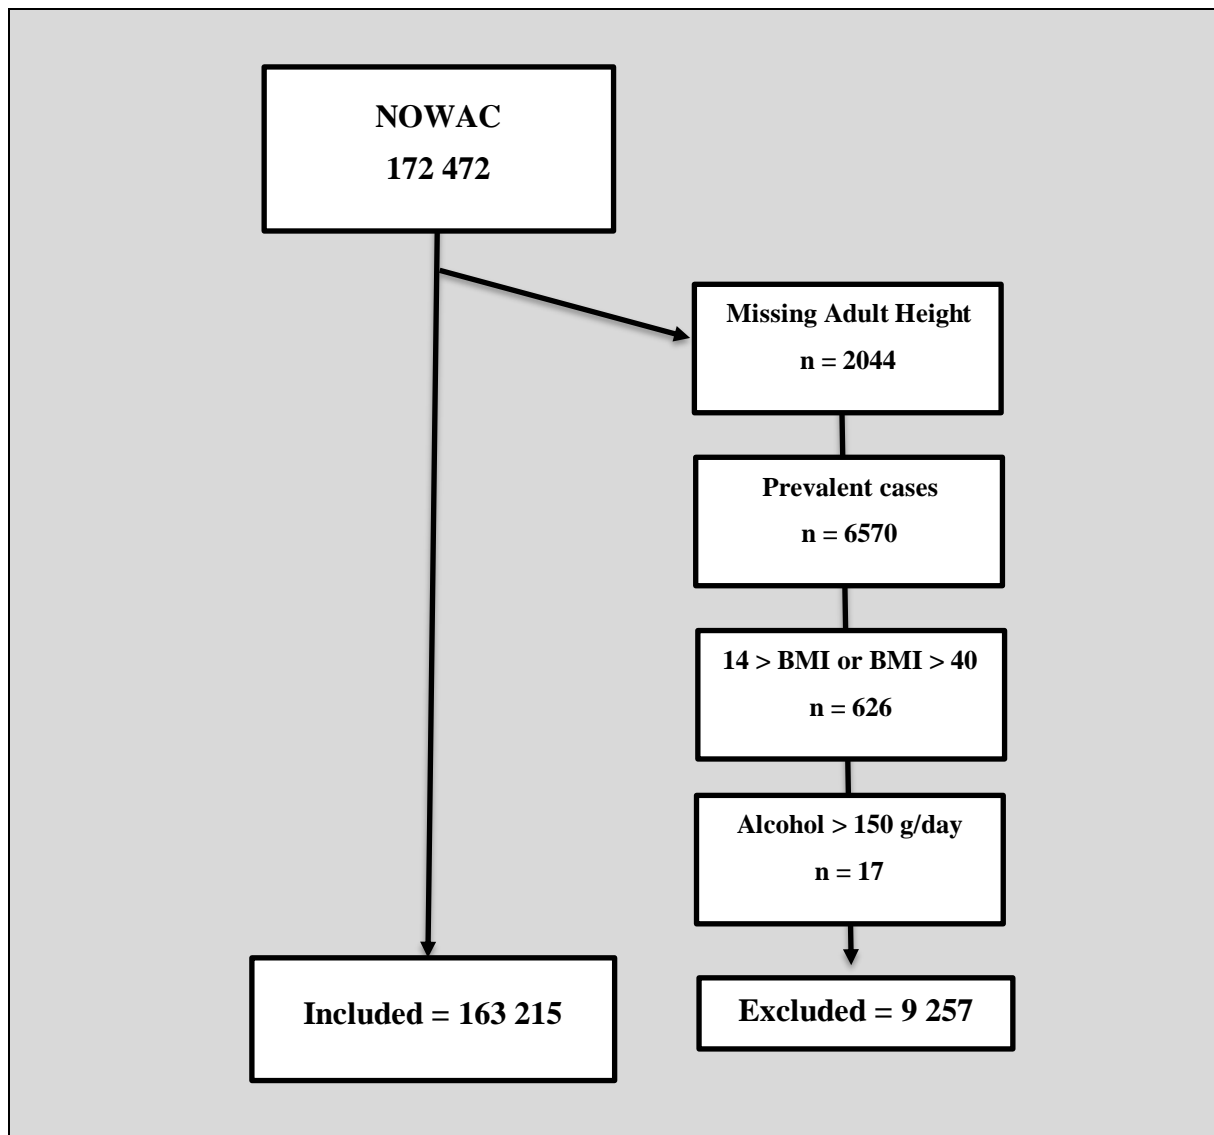 NOWAC
172 472
Missing Adult Height
n = 2044
Prevalent cases
n = 6570
14 > BMI or BMI > 40
n = 626
Alcohol > 150 g/day
n = 17
Included = 163 215
Excluded = 9 257